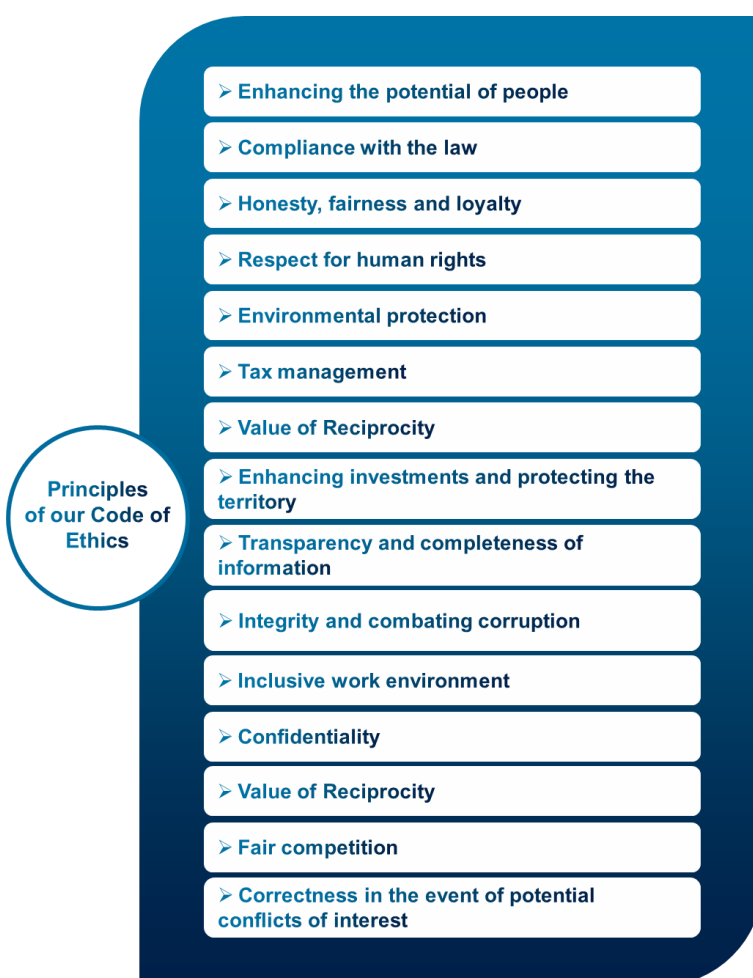 ➢ Enhancing the potential of people
➢ Compliance with the law
➢ Honesty, fairness and loyalty
➢ Respect for human rights
➢ Environmental protection
➢ Tax management
➢ Value of Reciprocity
Principles
of our Code of
Ethics
➢ Enhancing investments and protecting the
territory
➢ Transparency and completeness of
information
➢ Integrity and combating corruption
➢ Inclusive work environment
➢ Confidentiality
➢ Value of Reciprocity
➢ Fair competition
➢ Correctness in the event of potential
conflicts of interest